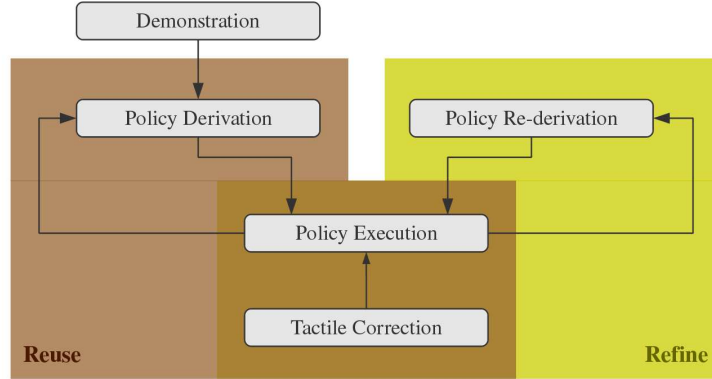 Demonstration
Policy Derivation
Policy Re-derivation
Policy Execution
Tactile Correction
Reuse
Refine